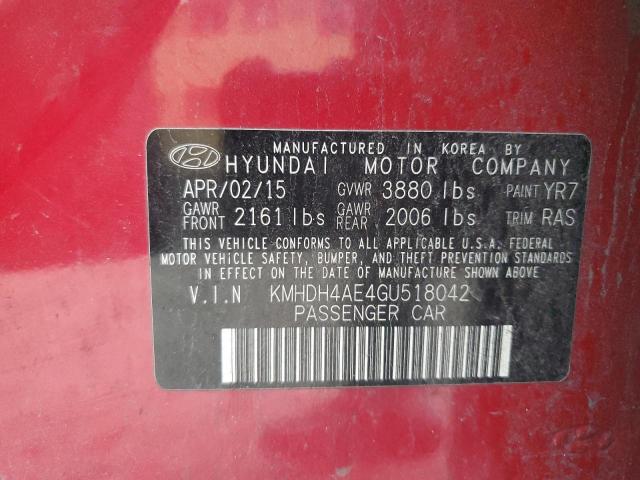 MANUFACTURED IN KOREA BY
HYUNDAI MOTOR COMPANY
APR/02/15 GVWR 3880 lbs PAINT YR7
GAWR FRONT 2161 lbs GAWR REAR 2006 lbs TRIM RAS
THIS VEHICLE CONFORMS TO ALL APPLICABLE U.S.A. FEDERAL
MOTOR VEHICLE SAFETY, BUMPER, AND THEFT PREVENTION STANDARDS
IN EFFECT ON THE DATE OF MANUFACTURE SHOWN ABOVE.
V.I.N KMHDH4AE4GU518042
PASSENGER CAR